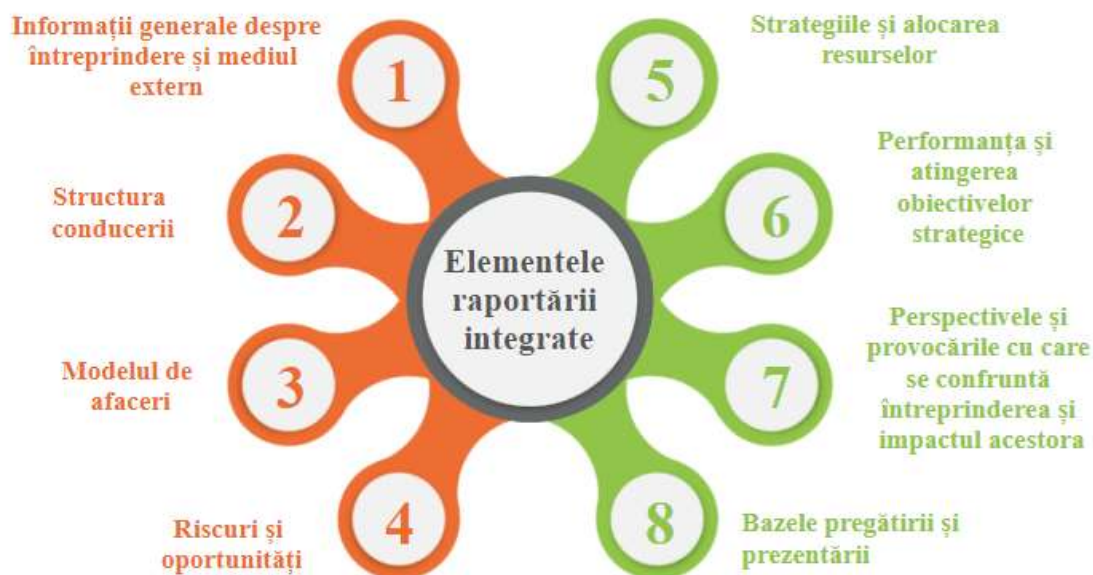 Informații generale despre
întreprindere și mediul
extern
1
Structura
conducerii
2
Modelul de
afaceri
3
Riscuri și
oportunități
4
Elementele
raportării
integrate
Strategiile și alocarea
resurselor
5
Performanța și
atingerea
obiectivelor
strategice
6
Perspectivele și
provocările cu care
se confruntă
întreprinderea și
impactul acestora
7
Bazele pregătirii și
prezentării
8